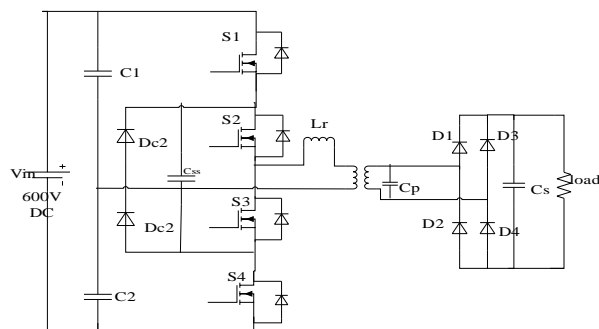 S1
C1
S2
Lr
D1
D3
Dc2
Css
Vin
+
600V
-
DC
Cp
Cs
load
Dc2
S3
D2
D4
C2
S4